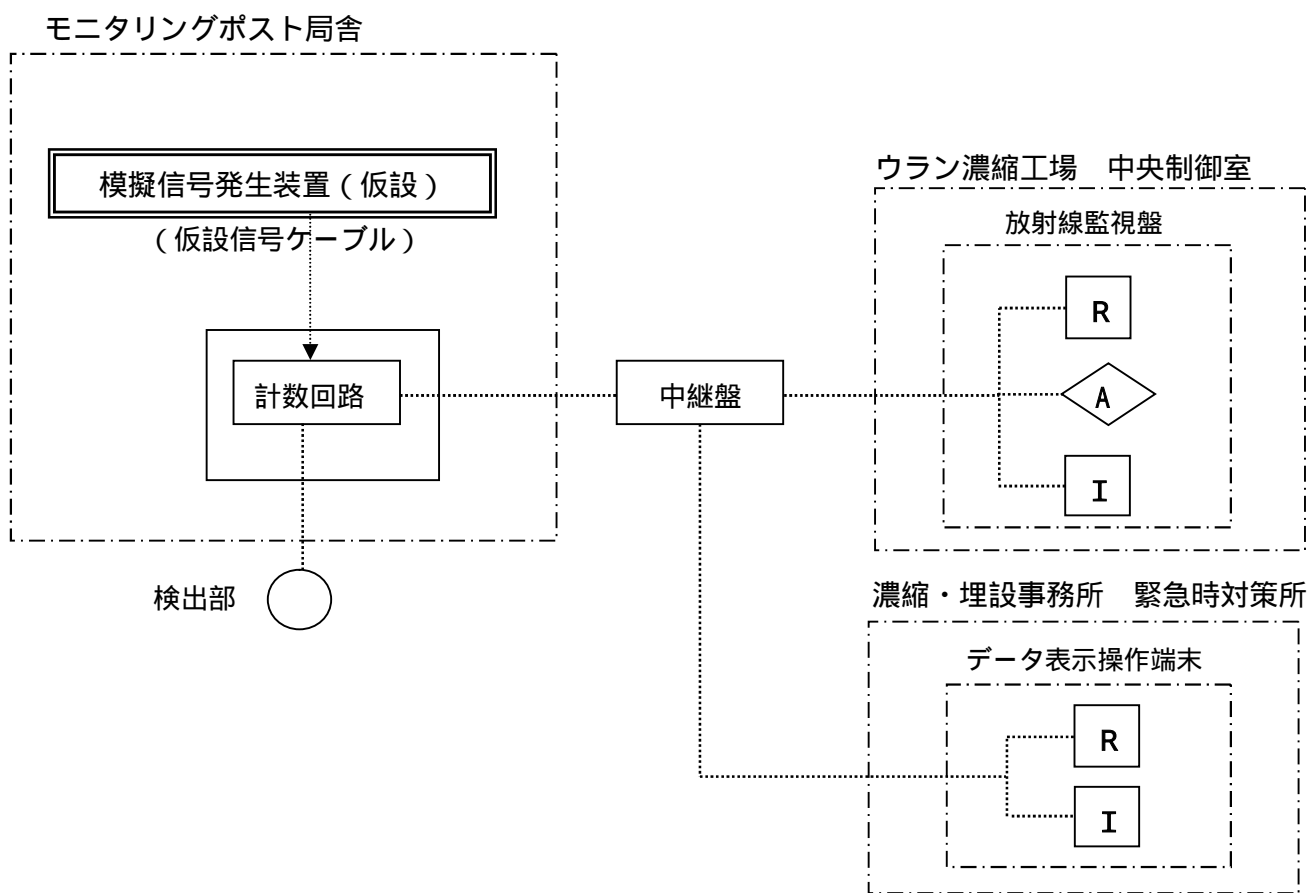 モニタリングポスト局舎
模擬信号発生装置（仮設）
（仮設信号ケーブル）
計数回路
検出部
中継盤
ウラン濃縮工場　中央制御室
放射線監視盤
R
A
I
濃縮・埋設事務所　緊急時対策所
データ表示操作端末
R
I